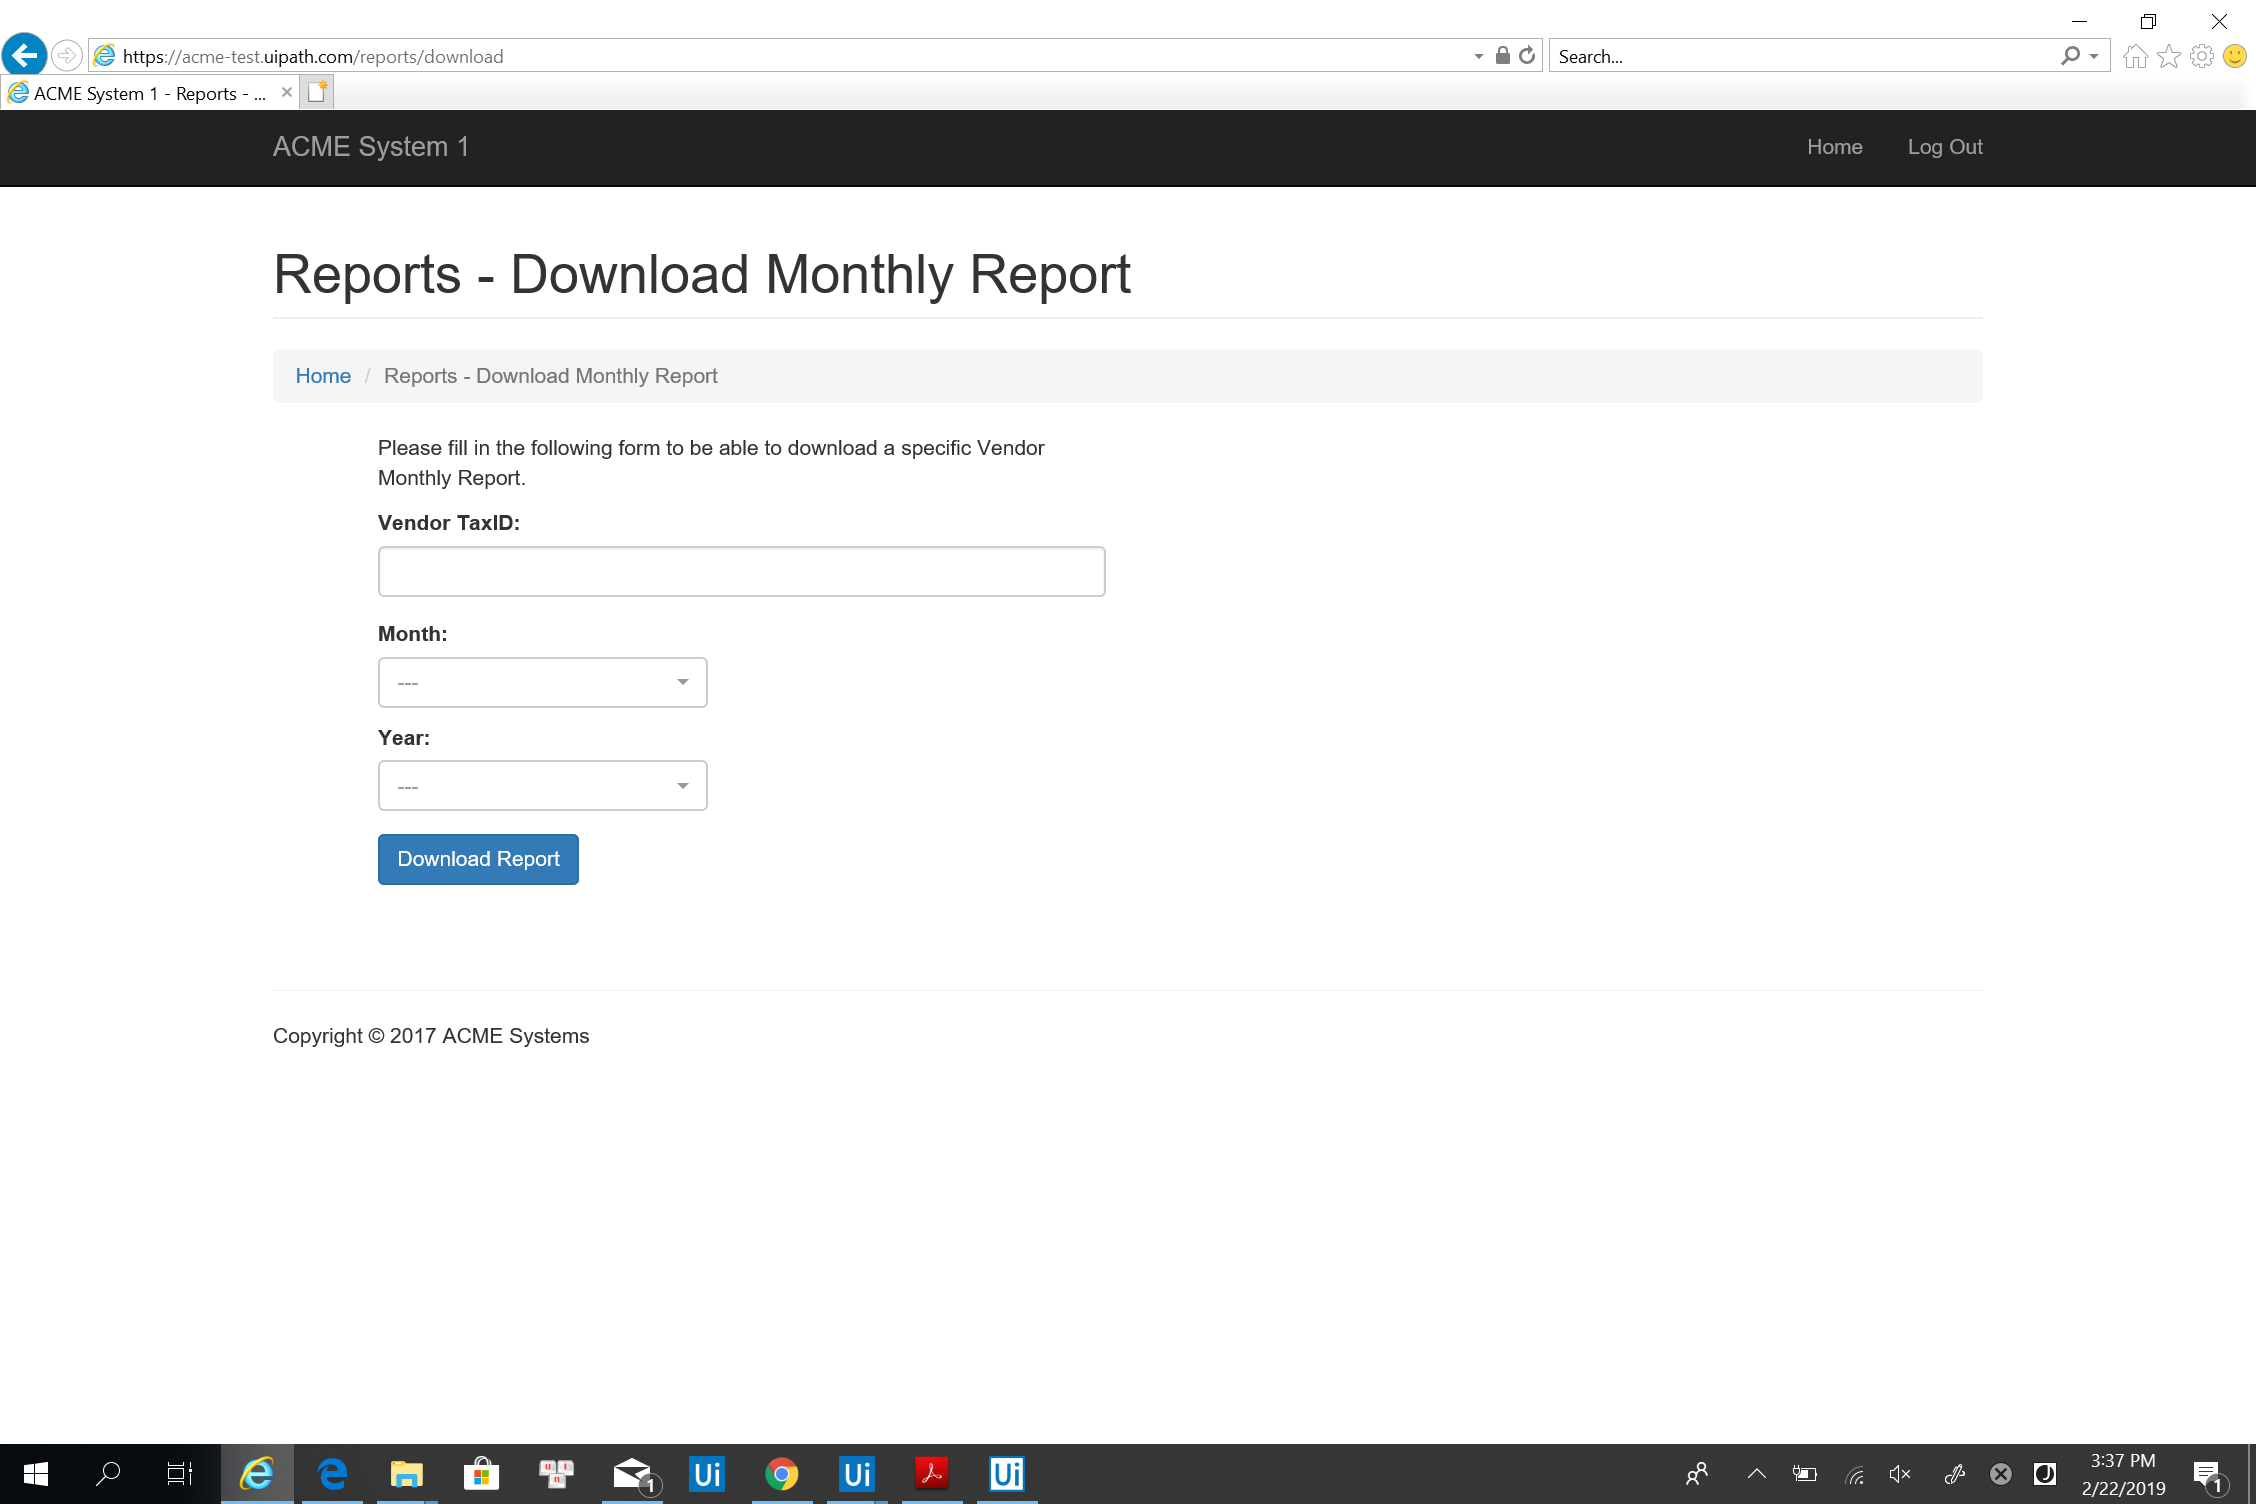 https://acme-test.uipath.com/reports/download
Search...
ACME System 1 - Reports - ...
ACME System 1
Home
Log Out
Reports - Download Monthly Report
Home / Reports - Download Monthly Report
Please fill in the following form to be able to download a specific Vendor
Monthly Report.
Vendor TaxID:
Month:
---
Year:
---
Download Report
Copyright © 2017 ACME Systems
1
Ui
Ui
Ui
3:37 PM
2/22/2019
1